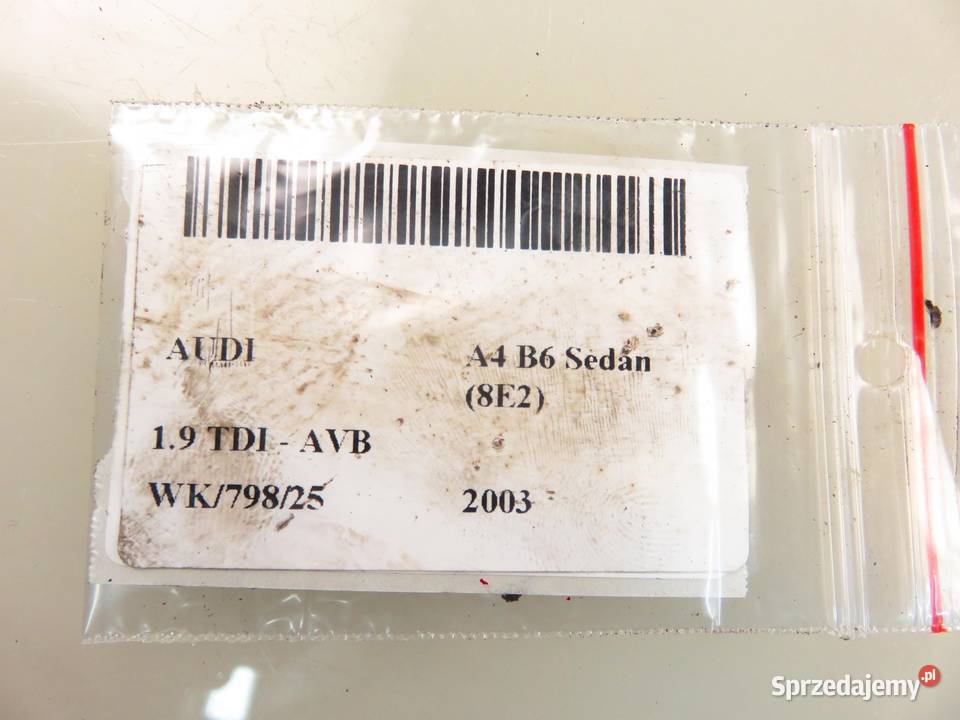 AUDI A4 B6 Sedan
(8E2)
1.9 TDI - AVB
WK/798/25 2003
Sprzedajemy.pl